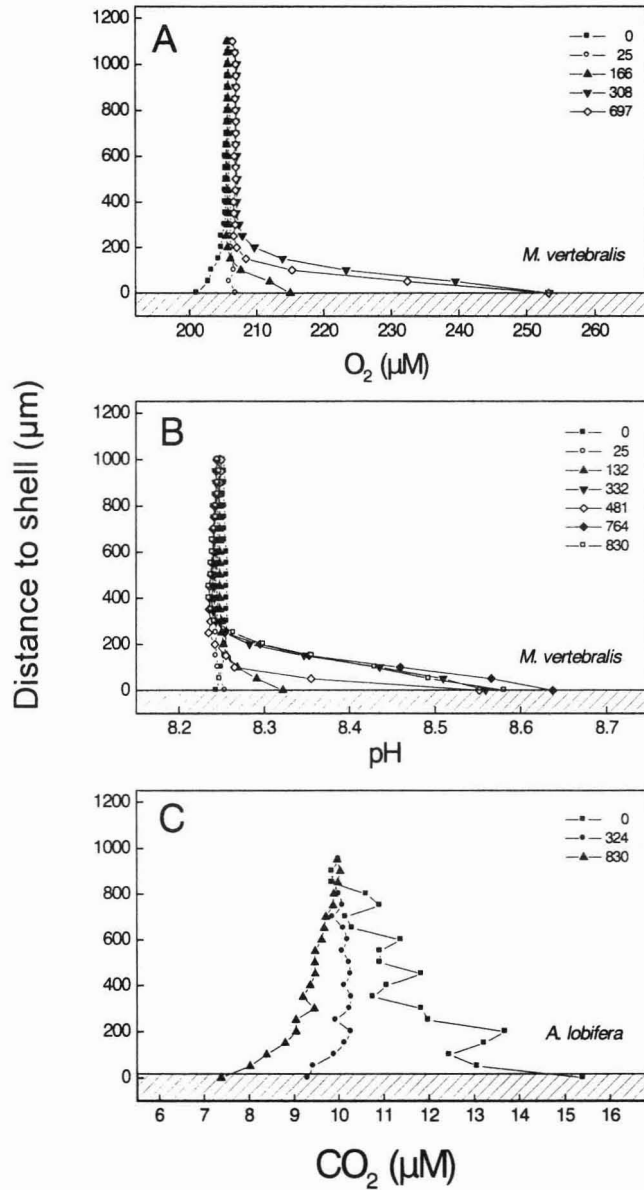 A
1200
1000
800
600
400
200
0
0
25
166
308
697
M. vertebralis
200 210 220 230 240 250 260
O2 (µM)
Distance to shell (µm)
B
1200
1000
800
600
400
200
0
0
25
132
332
481
764
830
M. vertebralis
8.2 8.3 8.4 8.5 8.6 8.7
pH
C
1200
1000
800
600
400
200
0
0
324
830
A. lobifera
6 7 8 9 10 11 12 13 14 15 16
CO2 (µM)